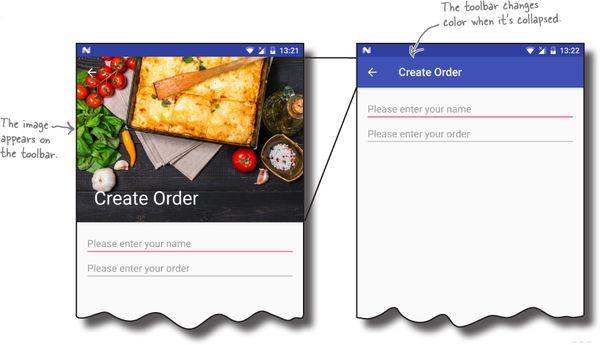 The toolbar changes
color when it's collapsed.
13:21
13:22
Create Order
The image
appears on
the toolbar.
Please enter your name
Please enter your order
Create Order
Please enter your name
Please enter your order